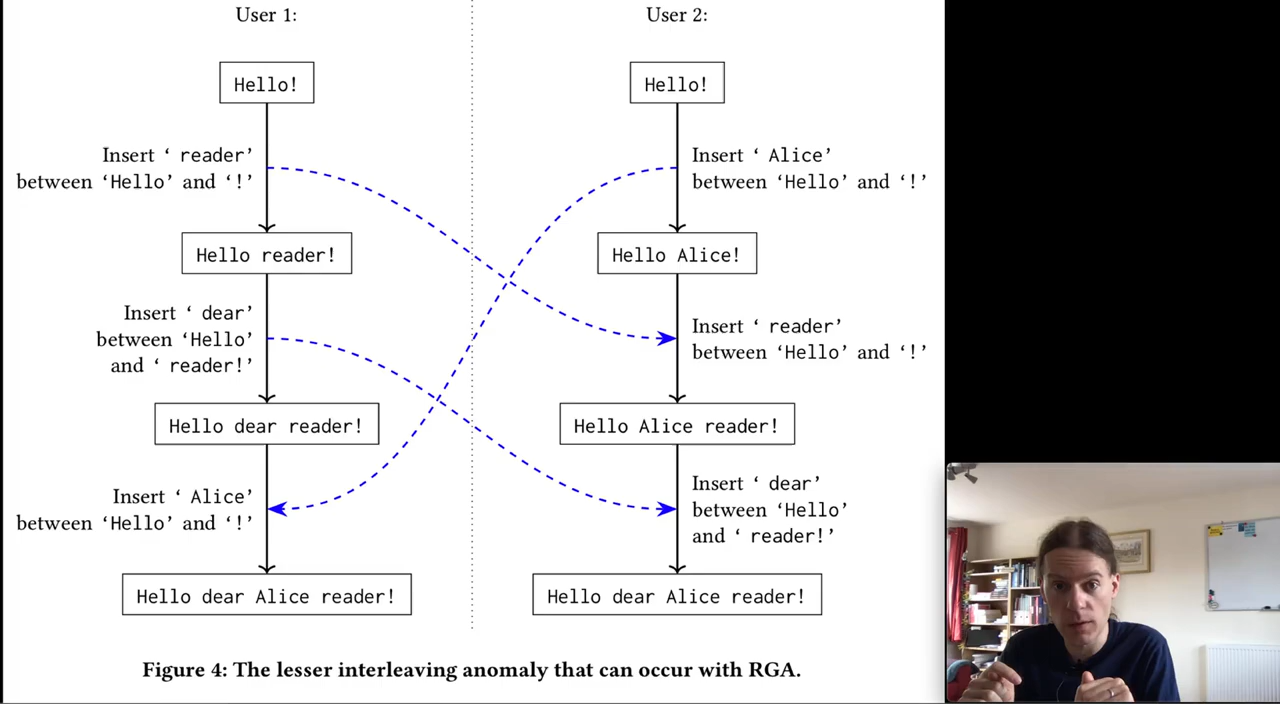 User 1:
User 2:
Hello!
Hello!
Insert ‘ reader’
between ‘Hello’ and ‘!’
Insert ‘ Alice’
between ‘Hello’ and ‘!’
Hello reader!
Hello Alice!
Insert ‘ dear’
between ‘Hello’
and ‘ reader!’
Insert ‘ reader’
between ‘Hello’ and ‘!’
Hello dear reader!
Hello Alice reader!
Insert ‘ Alice’
between ‘Hello’ and ‘!’
Insert ‘ dear’
between ‘Hello’
and ‘ reader!’
Hello dear Alice reader!
Hello dear Alice reader!
Figure 4: The lesser interleaving anomaly that can occur with RGA.